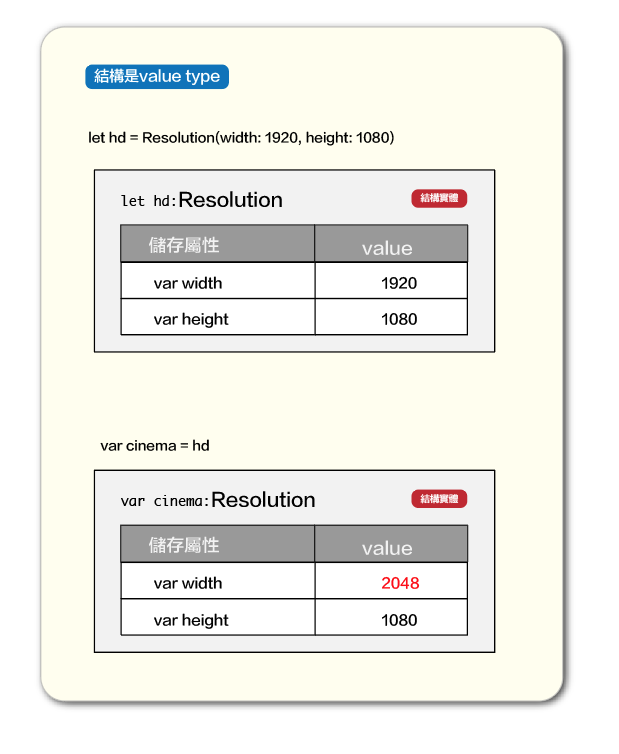 結構是value type
let hd = Resolution(width: 1920, height: 1080)
let hd:Resolution 結構實體
儲存屬性 value
var width 1920
var height 1080
var cinema = hd
var cinema:Resolution 結構實體
儲存屬性 value
var width 2048
var height 1080